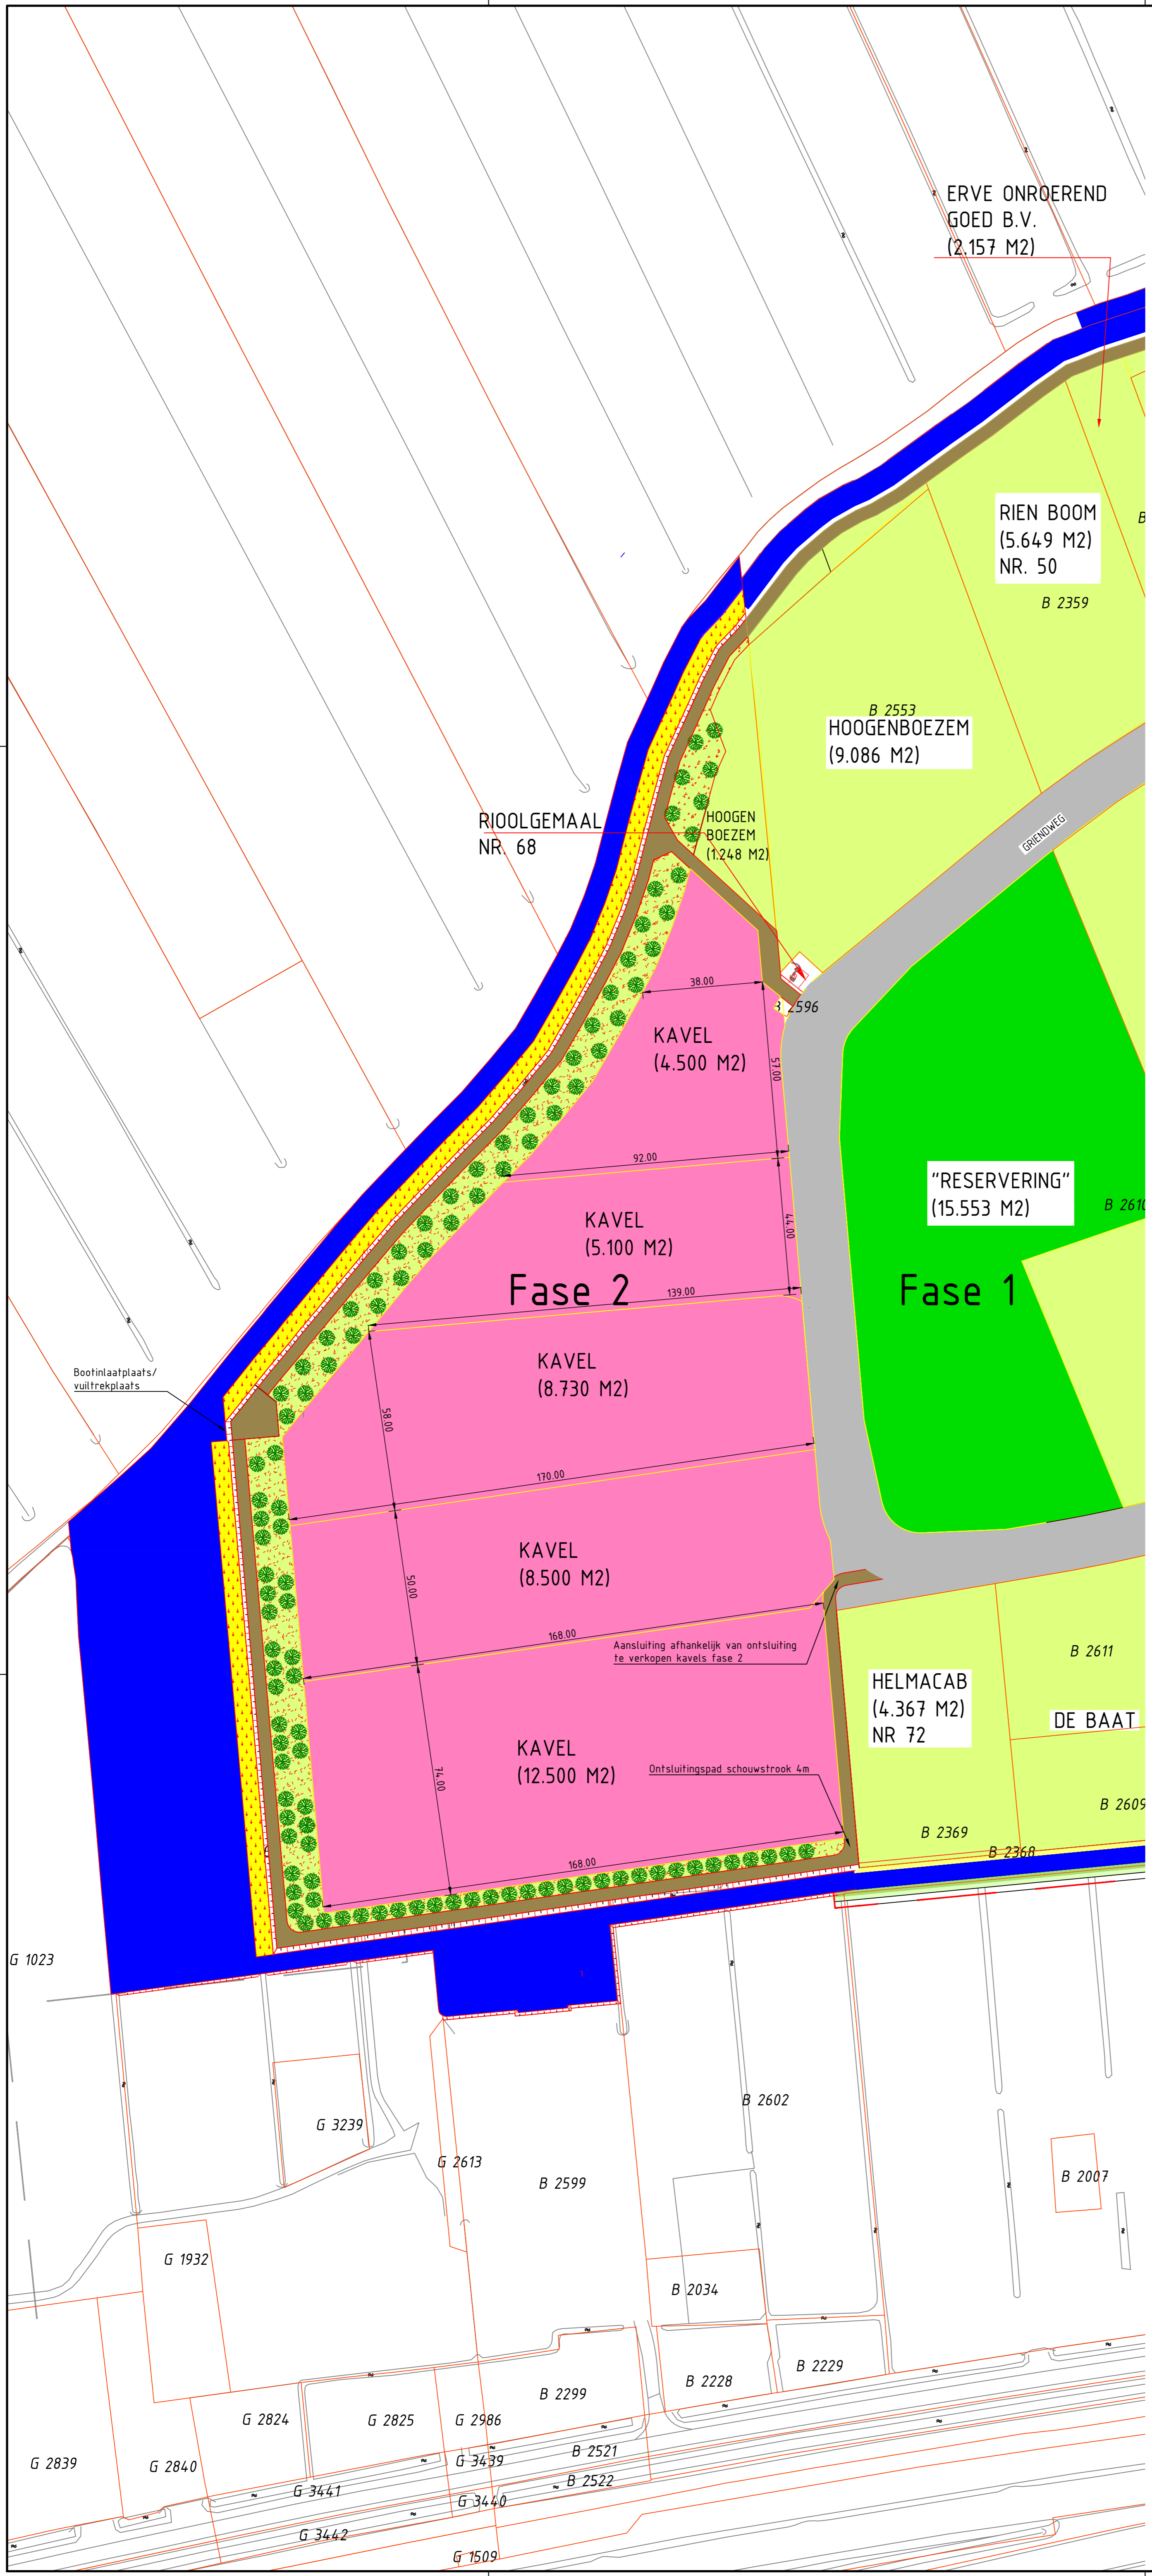 ERVE ONROEREND
GOED B.V.
(2.157 M2)
RIEN BOOM
(5.649 M2)
NR. 50
B
B 2359
B 2553
HOOGENBOEZEM
(9.086 M2)
RIOOLGEMAAL
NR. 68
HOOGEN
BOEZEM
(1.248 M2)
GRIENDWEG
38.00
B 2596
KAVEL
(4.500 M2)
57.00
92.00
"RESERVERING"
(15.553 M2)
B 2610
KAVEL
(5.100 M2)
44.00
Fase 2
Fase 1
139.00
KAVEL
(8.730 M2)
Bootinlaatplaats/
vuiltrekplaats
58.00
170.00
KAVEL
(8.500 M2)
50.00
168.00
Aansluiting afhankelijk van ontsluiting
te verkopen kavels fase 2
B 2611
HELMACAB
(4.367 M2)
NR 72
DE BAAT
KAVEL
(12.500 M2)
74.00
Ontsluitingspad schouwstrook 4m
B 2609
B 2369
B 2368
168.00
G 1023
G 3239
B 2602
G 2613
B 2599
B 2007
G 1932
B 2034
B 2229
B 2228
B 2299
G 2824
G 2825
G 2986
B 2521
G 2839
G 2840
G 3439
B 2522
G 3441
G 3440
G 3442
G 1509